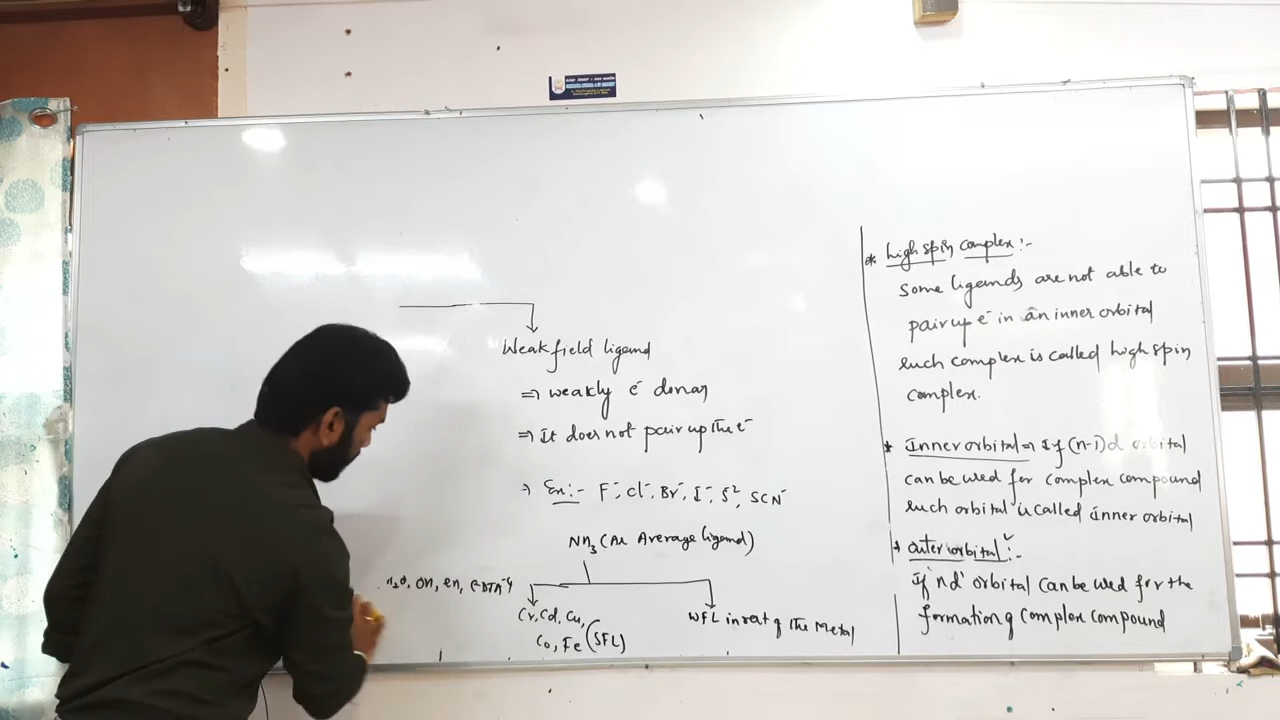 Weak field ligand
⇒ weakly e⁻ donar
⇒ It does not pair up the e⁻
⇒ Ex:- F⁻, Cl⁻, Br⁻, I⁻, S²⁻, SCN⁻
NH₃ (As Average ligand)
H₂O, OH, en, EDTA⁻⁴
Cr, Cd, Cu,
Co, Fe (SFL)
WFL in rest of the Metal
* high spin complex :-
Some ligands are not able to
pair up e⁻ in an inner orbital
such complex is called high spin
complex.
* Inner orbital ⇒ If (n-1)d orbital
can be used for complex compound
such orbital is called inner orbital
* outer orbital :-
If 'nd' orbital can be used for the
formation of complex compound